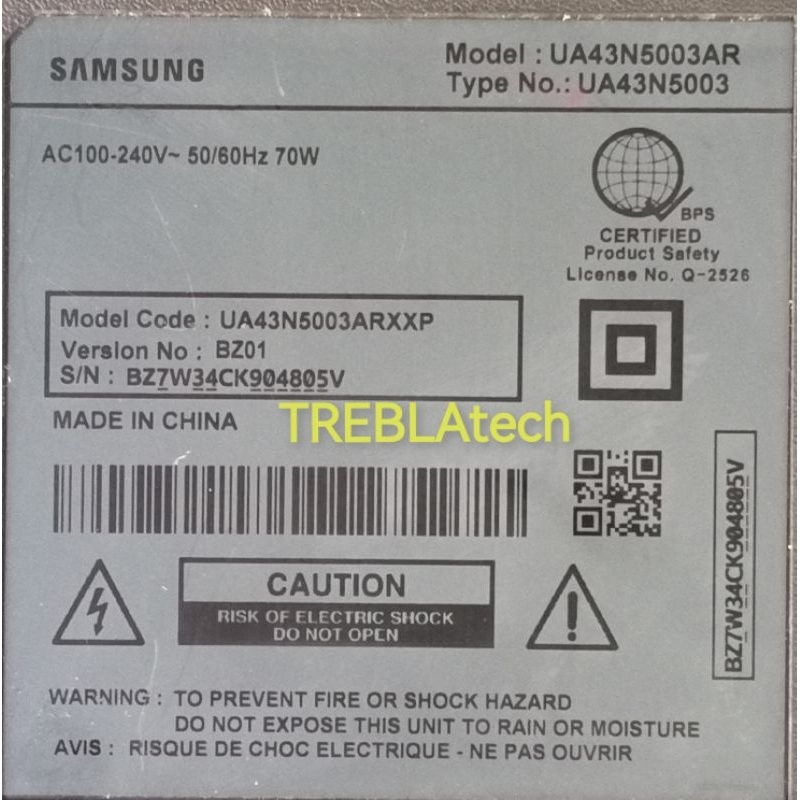 SAMSUNG
Model : UA43N5003AR
Type No.: UA43N5003
AC100-240V~ 50/60Hz 70W
BPS
CERTIFIED
Product Safety
License No. Q-2526
Model Code : UA43N5003ARXXP
Version No : BZ01
S/N : BZ7W34CK904805V
MADE IN CHINA
TREBLAtech
BZ7W34CK904805V
CAUTION
RISK OF ELECTRIC SHOCK
DO NOT OPEN
WARNING : TO PREVENT FIRE OR SHOCK HAZARD
DO NOT EXPOSE THIS UNIT TO RAIN OR MOISTURE
AVIS : RISQUE DE CHOC ELECTRIQUE - NE PAS OUVRIR